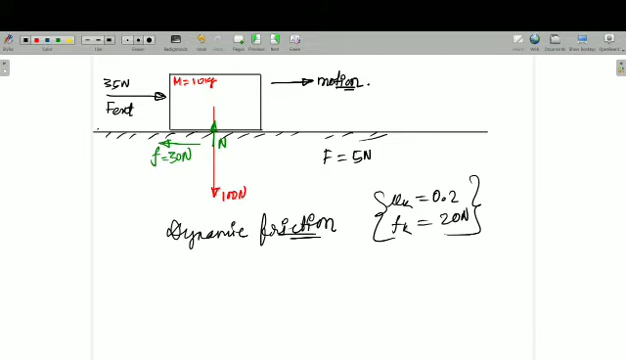 35N
Fext
M=10kg
motion.
N
f=30N
F = 5N
100N
μk = 0.2
fk = 20N
Dynamic friction